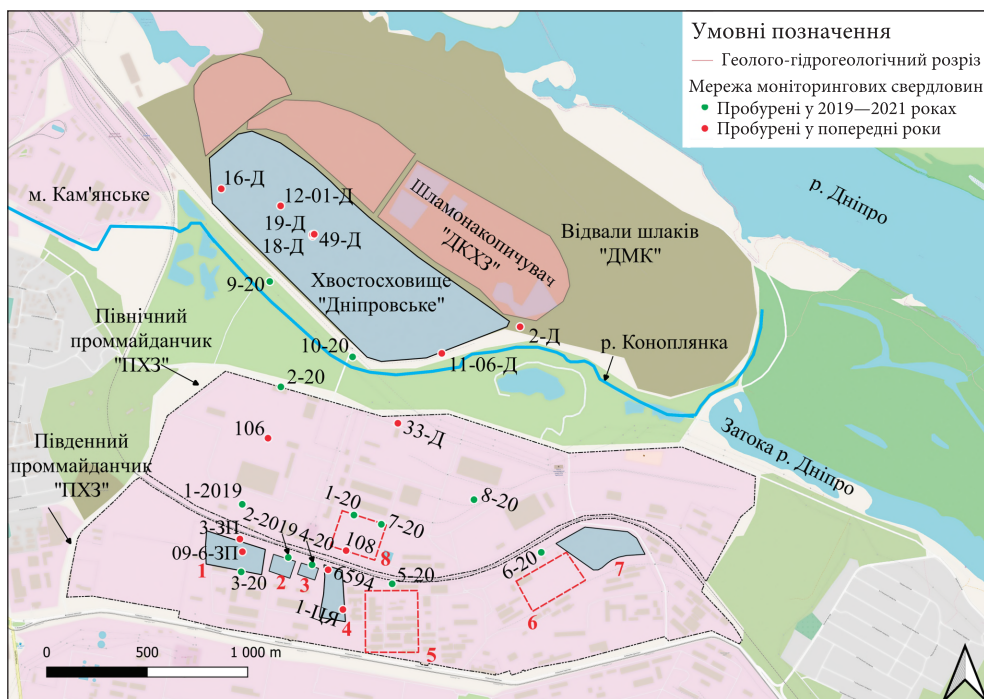 Умовні позначення
Геолого-гідрогеологічний розріз
Мережа моніторингових свердловин
Пробурені у 2019—2021 роках
Пробурені у попередні роки
м. Кам'янське
р. Дніпро
16-Д
12-01-Д
19-Д
49-Д
18-Д
Шламонакопичувач
"ДКХЗ"
Відвали шлаків
"ДМК"
Хвостосховище
"Дніпровське"
9-20
Північний
проммайданчик
"ПХЗ"
10-20
2-Д
11-06-Д
р. Коноплянка
2-20
Затока р. Дніпро
106
33-Д
Південний
проммайданчик
"ПХЗ"
1-2019
2-2019
4-20
1-20
7-20
8-20
3-ЗП
09-6-ЗП
108
8
6594
5-20
6-20
7
1
3-20
2
3
1-ЦЯ
4
5
6
0
500
1 000 м